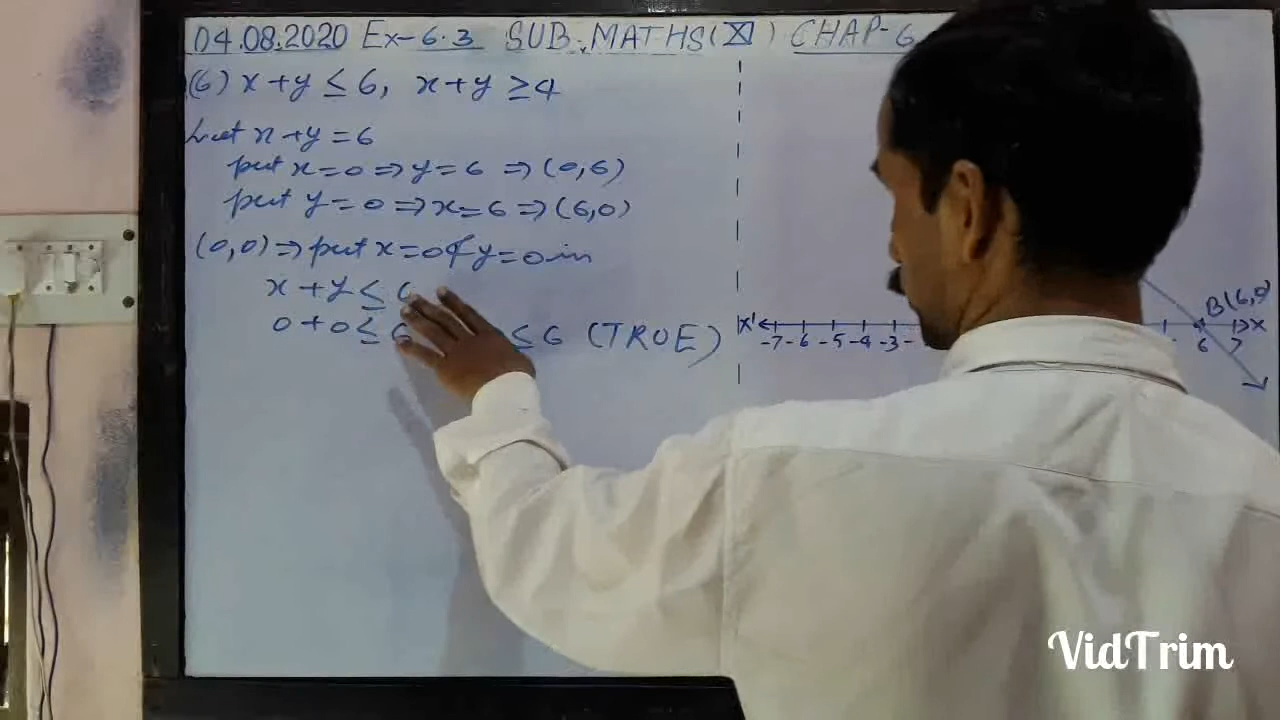 04.08.2020 Ex-6.3 SUB-MATHS(XI) CHAP-6
(6) x+y ≤ 6, x+y ≥ 4
Let x+y = 6
put x=0 ⇒ y=6 ⇒ (0,6)
put y=0 ⇒ x=6 ⇒ (6,0)
(0,0) ⇒ put x=0 & y=0 in
x+y ≤ 6
0+0 ≤ 6 ≤ 6 (TRUE)
B(6,0)
X' X
-7 -6 -5 -4 -3 6 7
VidTrim